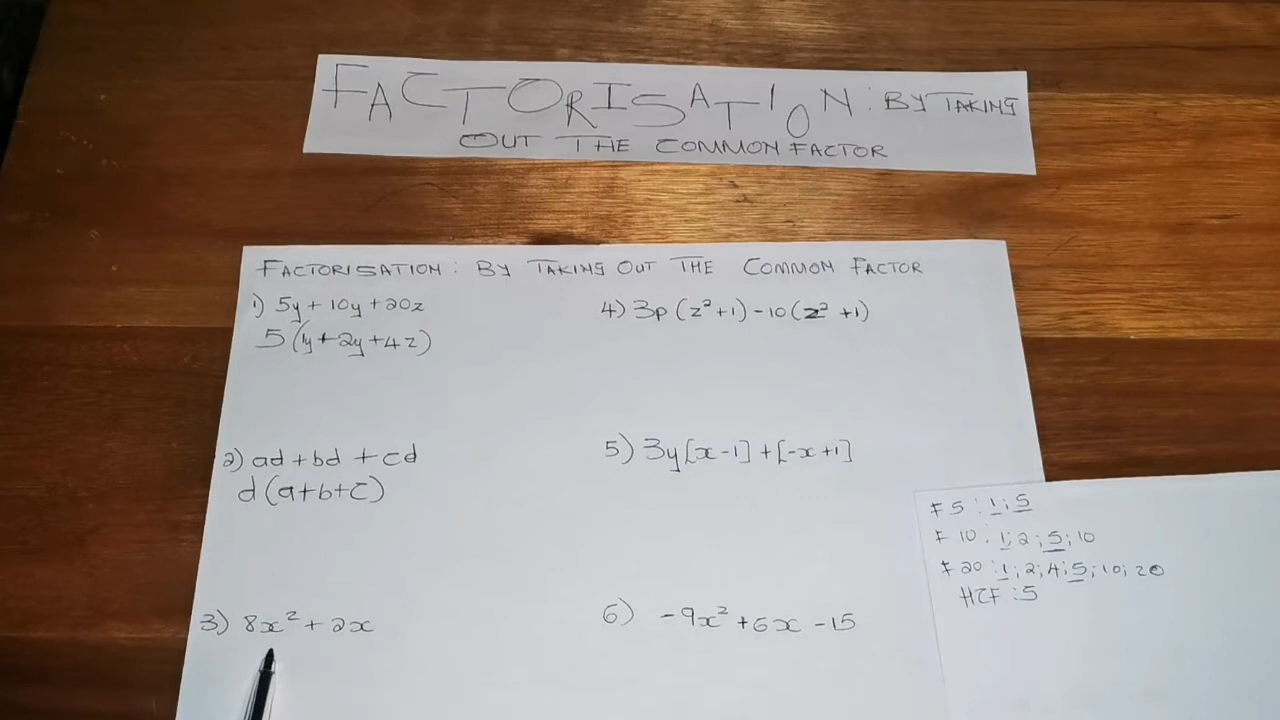 FACTORISATION: BY TAKING
OUT THE COMMON FACTOR
FACTORISATION: BY TAKING OUT THE COMMON FACTOR
1) 5y + 10y + 20z
5(1y + 2y + 4z)
2) ad + bd + cd
d(a+b+c)
3) 8x² + 2x
4) 3p(z²+1) - 10(z²+1)
5) 3y[x-1] + [-x+1]
6) -9x² + 6x - 15
F 5 : 1; 5
F 10 : 1; 2; 5; 10
F 20 : 1; 2; 4; 5; 10; 20
HCF : 5